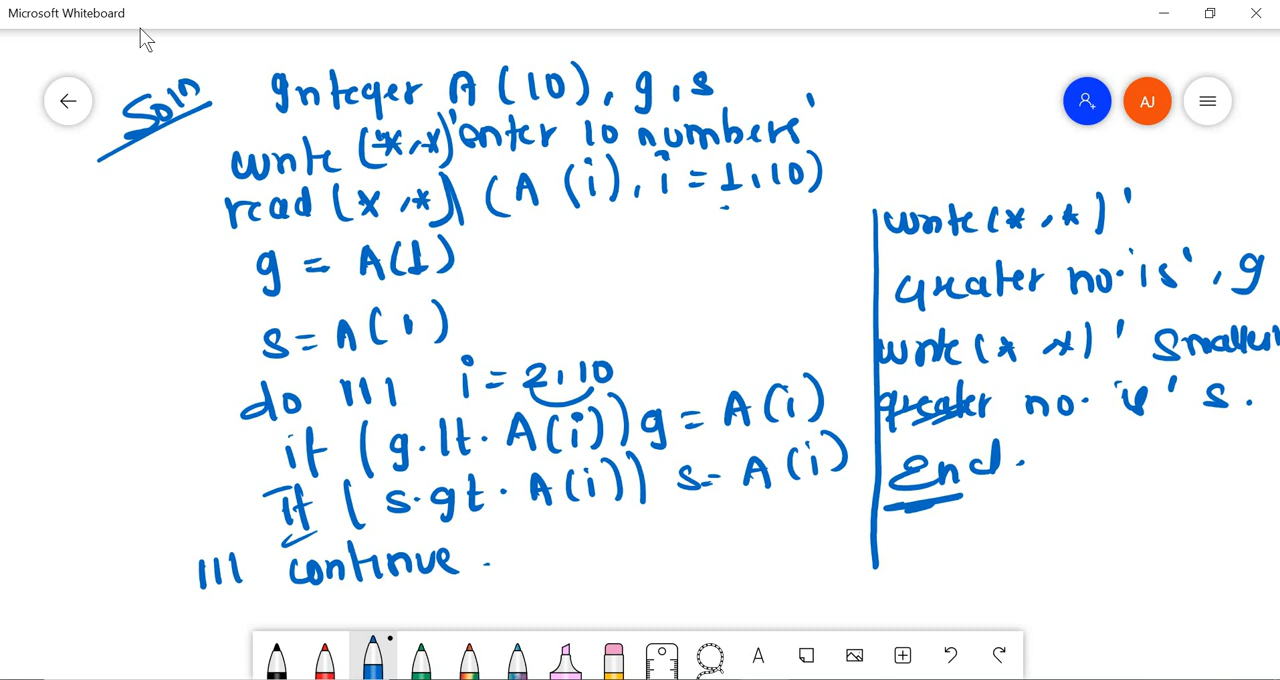 Microsoft Whiteboard
AJ
Soln
Integer A (10), g, s
write (*,*) 'enter 10 numbers'
read (*,*) (A (i), i = 1,10)
g = A(1)
s = A(1)
do 111 i = 2,10
if (g.lt.A(i)) g = A(i)
If (s.gt.A(i)) s = A(i)
111 continue.
write (*,*) '
greater no. is', g
write (* *) ' Smallest
greater no. is' s.
End.
A